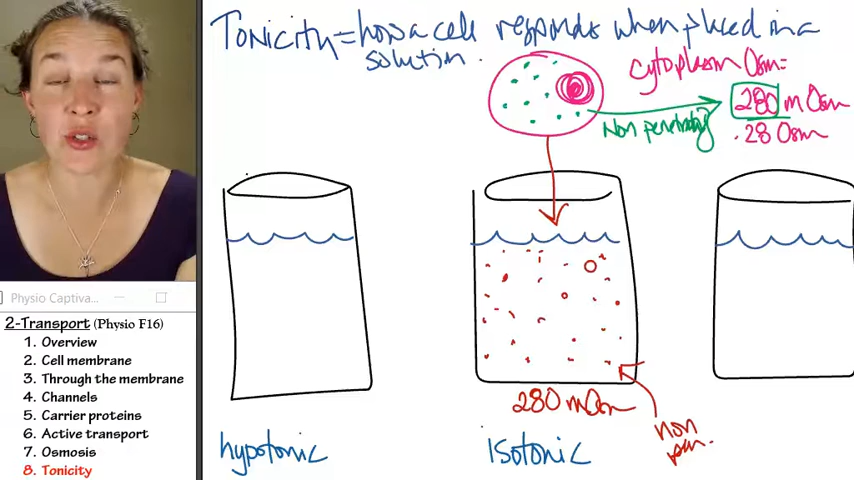 Tonicity = how a cell responds when placed in a
solution.
cytoplasm Osm=
280 mOsm
.28 Osm
Non penetrating
280 mOsm
non
pen.
hypotonic
isotonic
Physio Captiva...
2-Transport (Physio F16)
1. Overview
2. Cell membrane
3. Through the membrane
4. Channels
5. Carrier proteins
6. Active transport
7. Osmosis
8. Tonicity